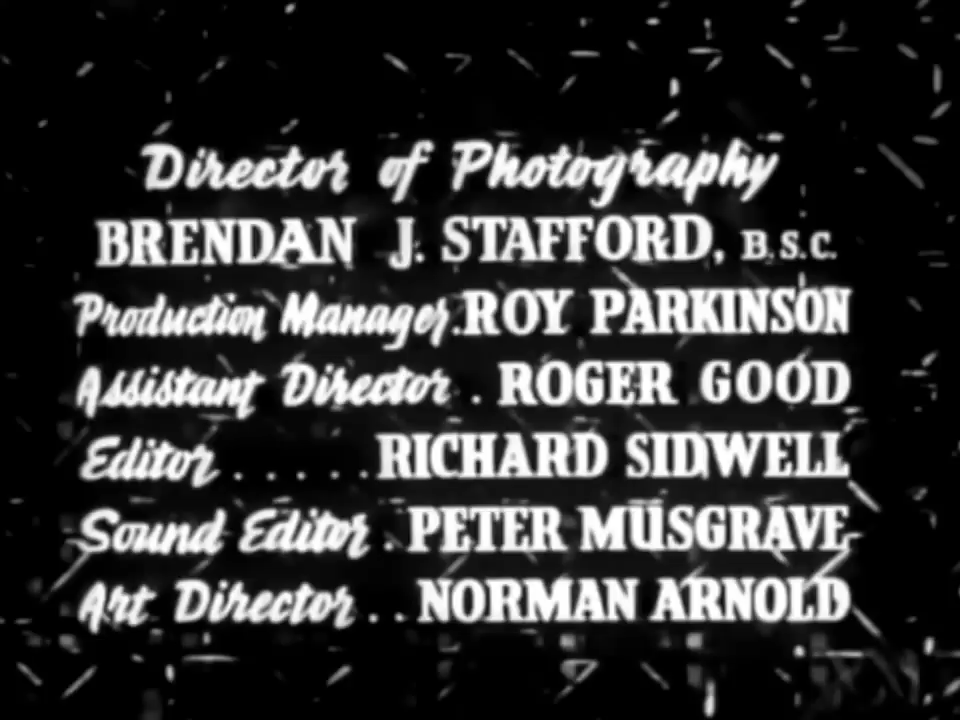 Director of Photography
BRENDAN J. STAFFORD, B.S.C.
Production Manager. ROY PARKINSON
Assistant Director . ROGER GOOD
Editor . . . . . RICHARD SIDWELL
Sound Editor . PETER MUSGRAVE
Art Director . . NORMAN ARNOLD